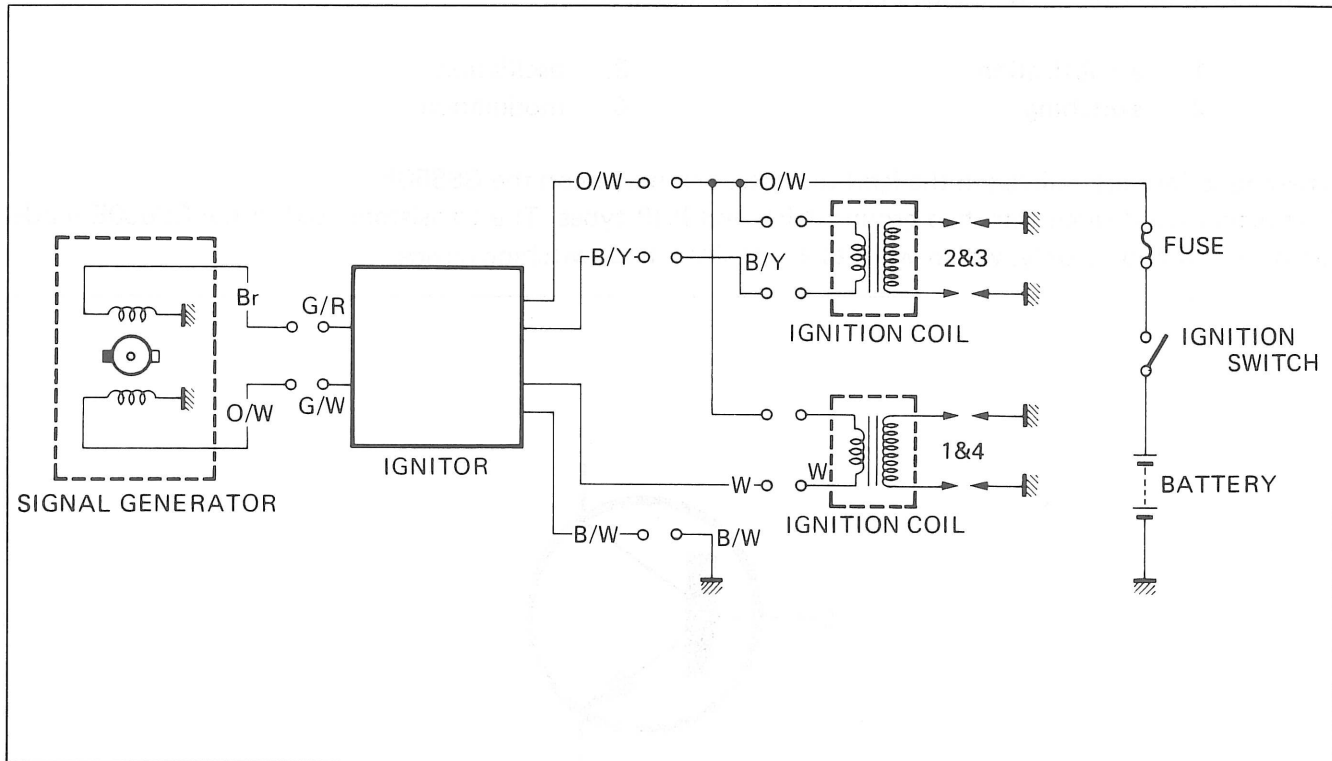 O/W
O/W
B/Y
B/Y
2&3
FUSE
Br
G/R
IGNITION COIL
IGNITION
SWITCH
O/W
G/W
IGNITOR
1&4
W
W
BATTERY
SIGNAL GENERATOR
IGNITION COIL
B/W
B/W